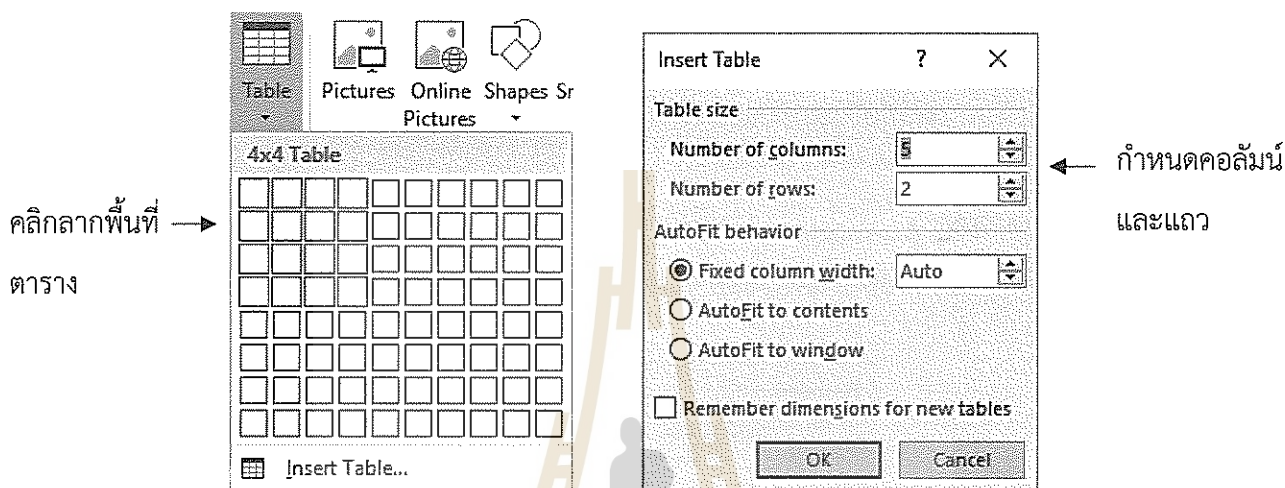 Table
Pictures Online Shapes Sr
Pictures
4x4 Table
Insert Table...
คลิกลากพื้นที่
ตาราง
Insert Table ? ×
Table size
Number of columns: 5
Number of rows: 2
AutoFit behavior
Fixed column width: Auto
AutoFit to contents
AutoFit to window
Remember dimensions for new tables
OK Cancel
กำหนดคอลัมน์
และแถว